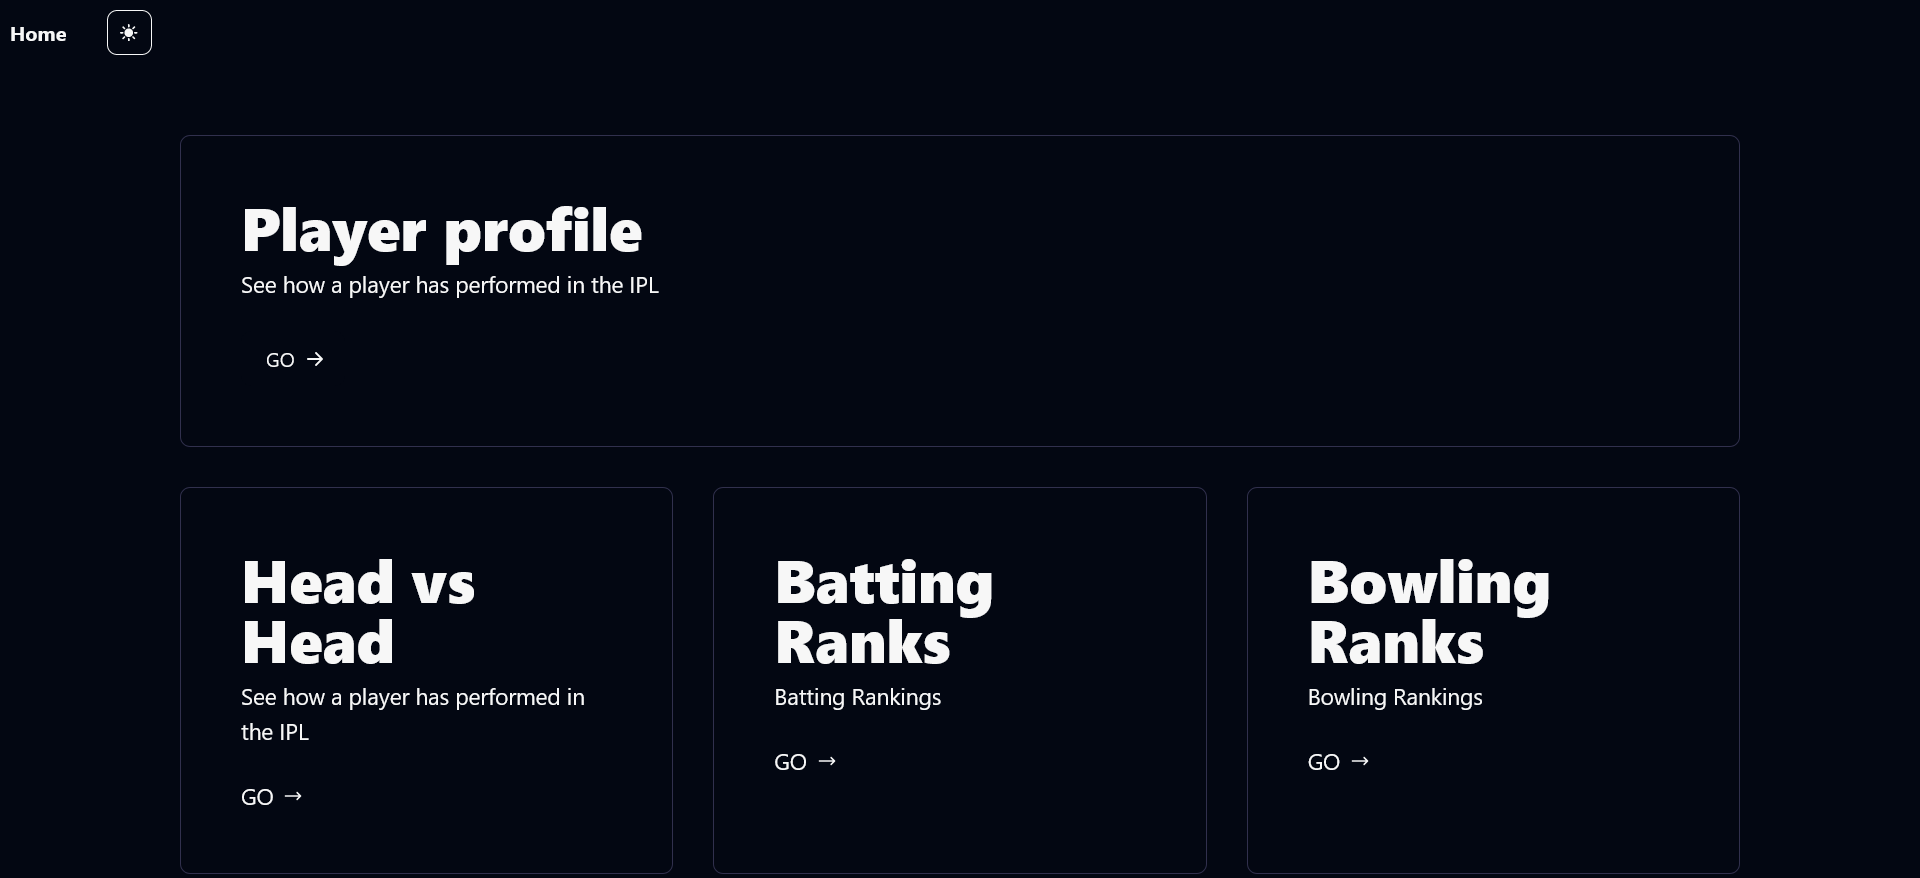 Home
Player profile
See how a player has performed in the IPL
GO →
Head vs
Head
See how a player has performed in
the IPL
GO →
Batting
Ranks
Batting Rankings
GO →
Bowling
Ranks
Bowling Rankings
GO →